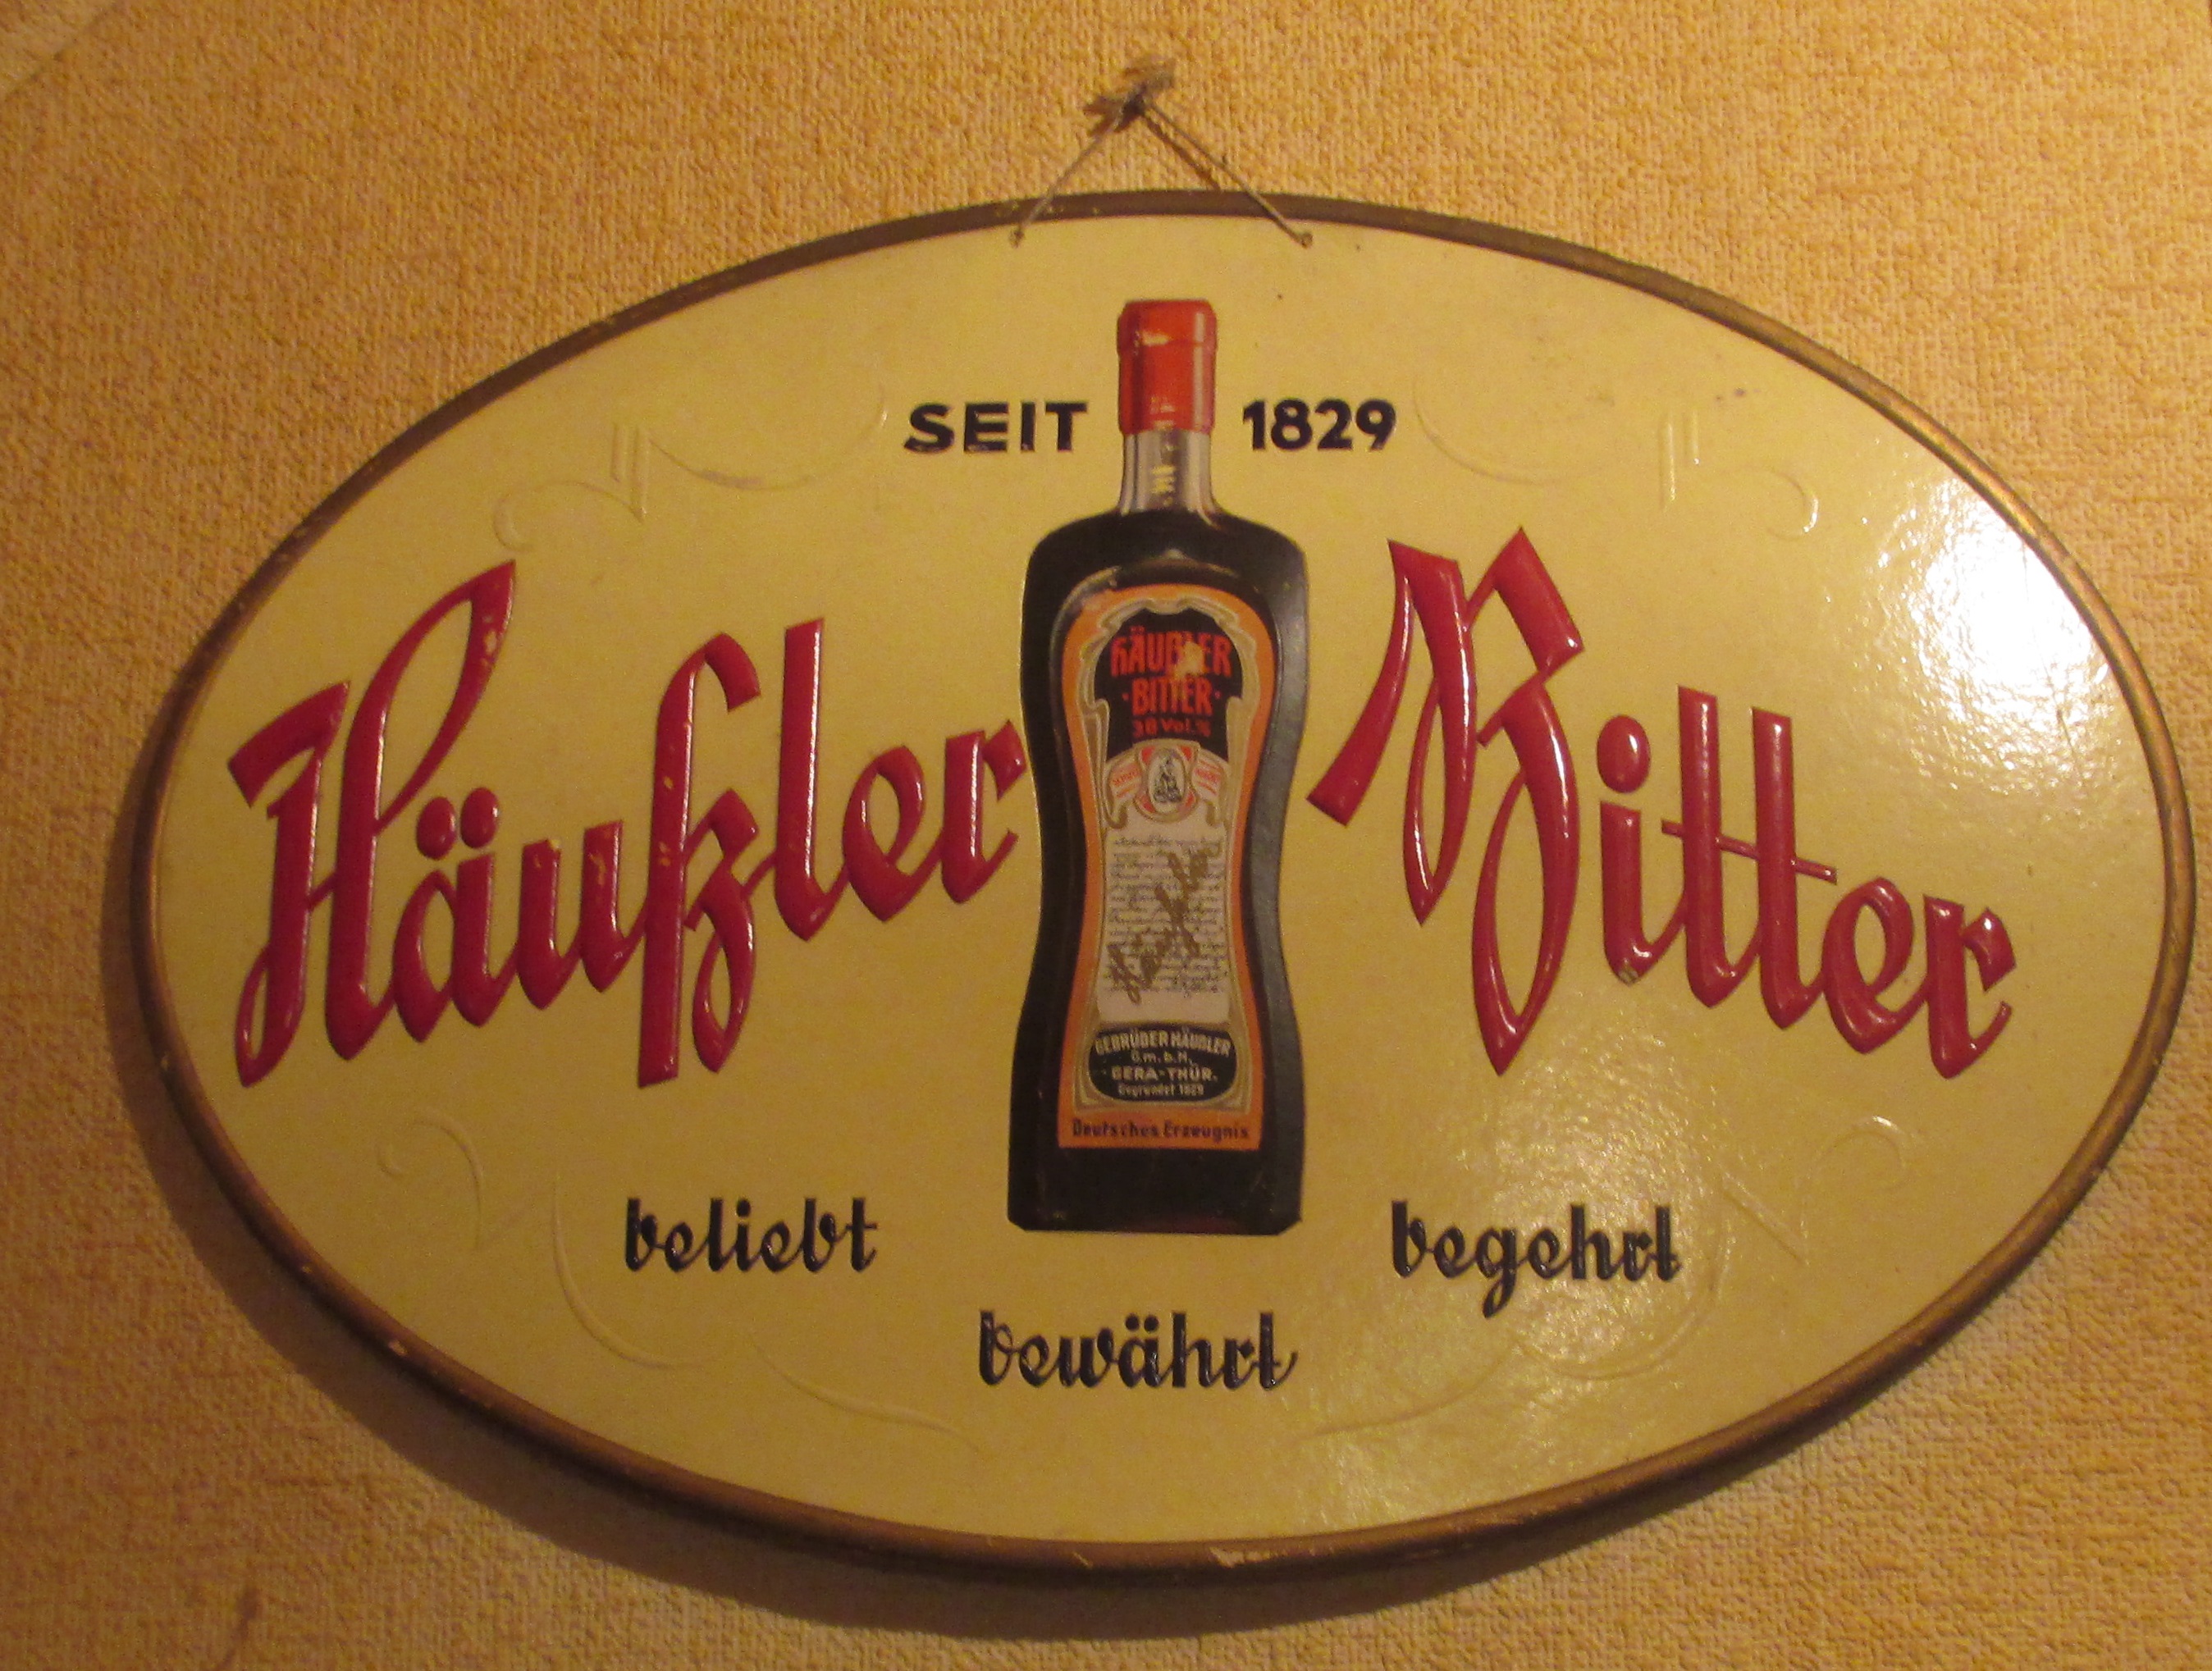 SEIT 1829
Häußler Bitter
HÄUßLER
·BITTER·
38 Vol.%
GEBRÜDER HÄUßLER
G.m.b.H.
GERA-THÜR.
Gegründet 1829
Deutsches Erzeugnis
beliebt begehrt
bewährt